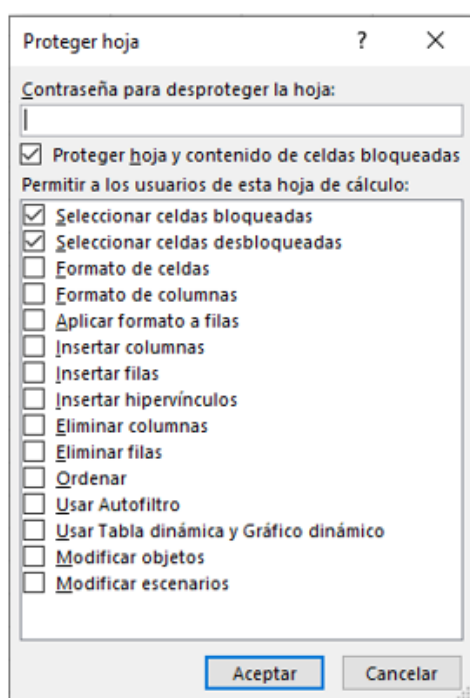 Proteger hoja ?
Contraseña para desproteger la hoja:
Proteger hoja y contenido de celdas bloqueadas
Permitir a los usuarios de esta hoja de cálculo:
Seleccionar celdas bloqueadas
Seleccionar celdas desbloqueadas
Formato de celdas
Formato de columnas
Aplicar formato a filas
Insertar columnas
Insertar filas
Insertar hipervínculos
Eliminar columnas
Eliminar filas
Ordenar
Usar Autofiltro
Usar Tabla dinámica y Gráfico dinámico
Modificar objetos
Modificar escenarios
Aceptar Cancelar